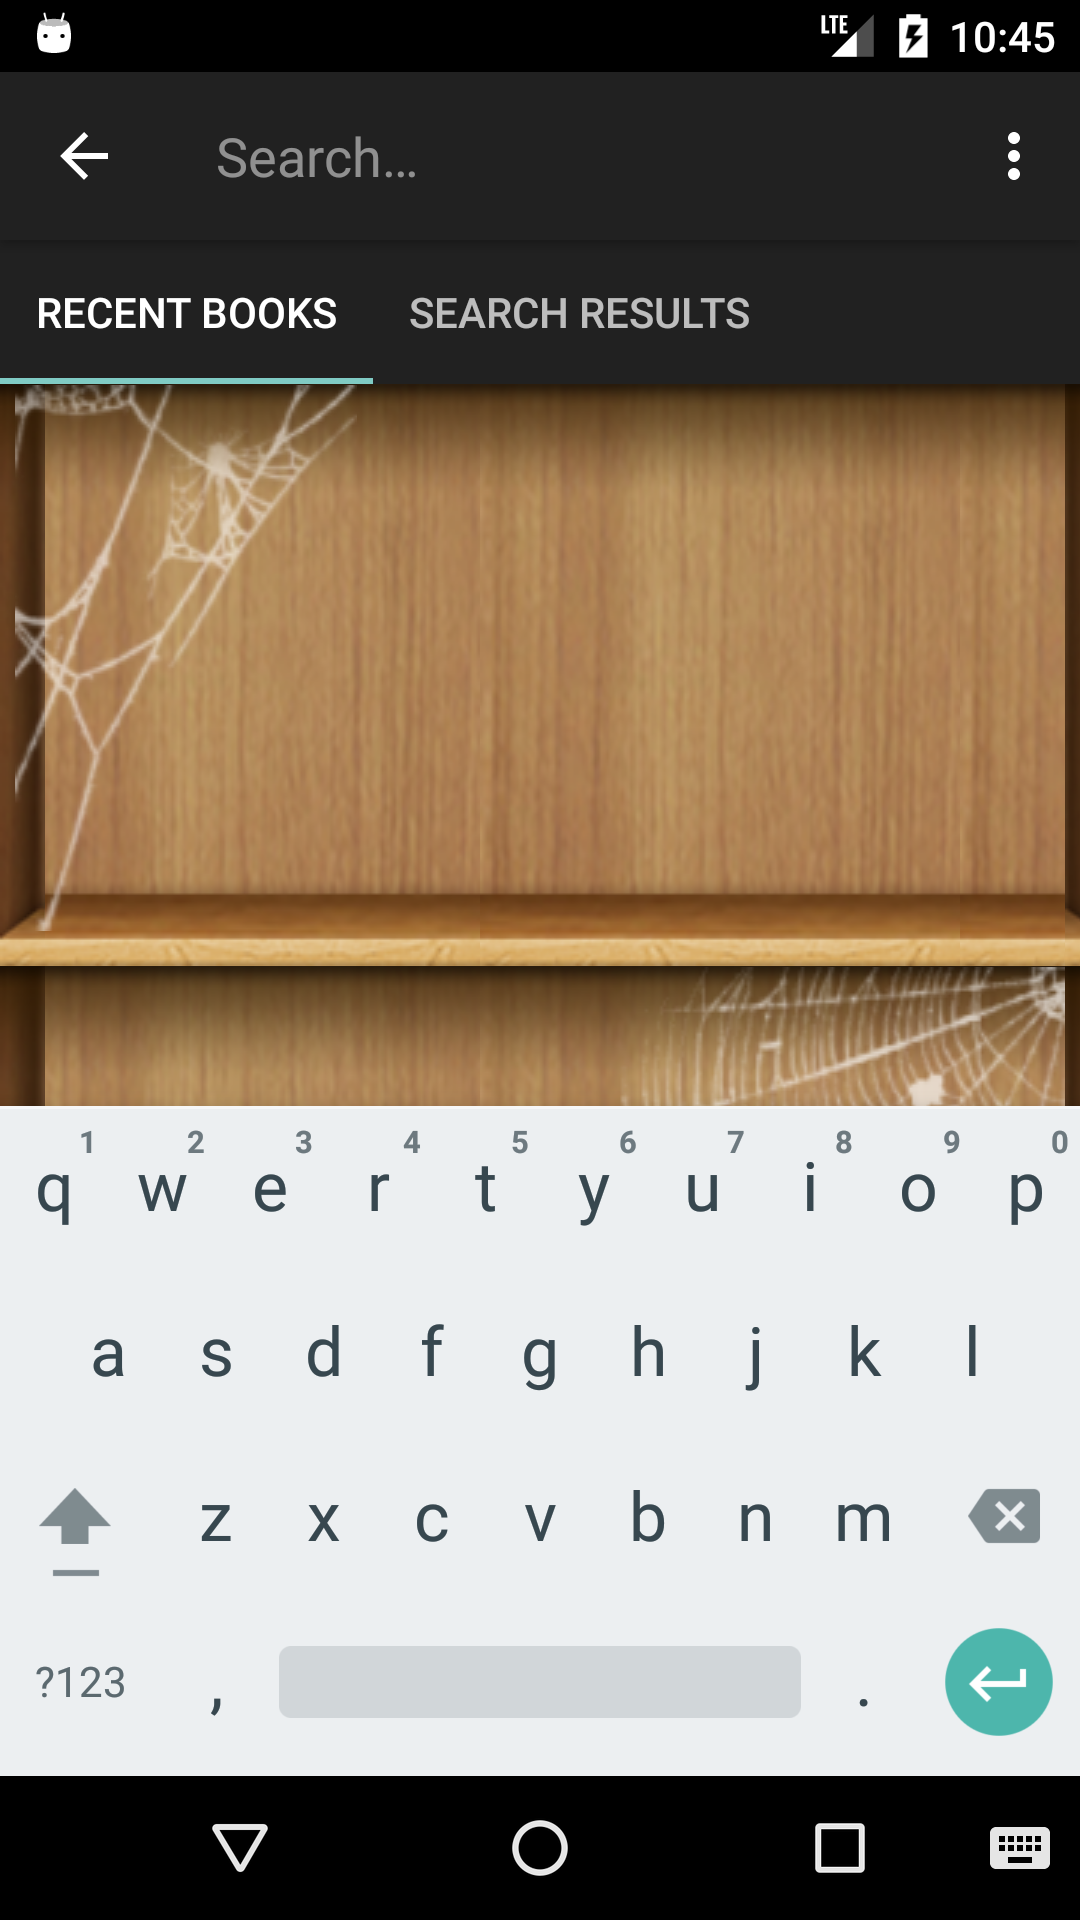 LTE 10:45
Search...
RECENT BOOKS SEARCH RESULTS
1 2 3 4 5 6 7 8 9 0
q w e r t y u i o p
a s d f g h j k l
z x c v b n m
?123 , .